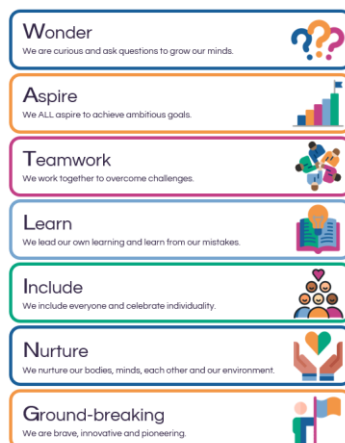 Wonder
We are curious and ask questions to grow our minds.
Aspire
We ALL aspire to achieve ambitious goals.
Teamwork
We work together to overcome challenges.
Learn
We lead our own learning and learn from our mistakes.
Include
We include everyone and celebrate individuality.
Nurture
We nurture our bodies, minds, each other and our environment.
Ground-breaking
We are brave, innovative and pioneering.